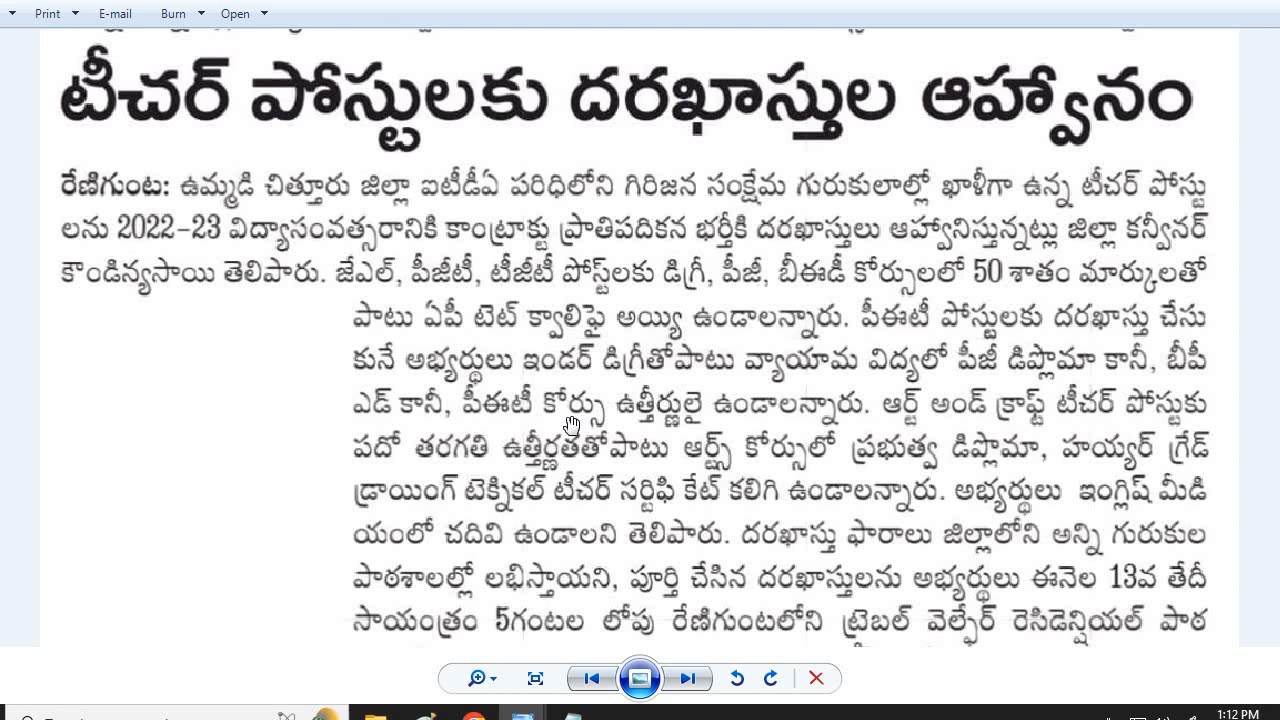 Print
E-mail
Burn
Open
టీచర్ పోస్టులకు దరఖాస్తుల ఆహ్వానం
రేణిగుంట: ఉమ్మడి చిత్తూరు జిల్లా ఐటీడీఏ పరిధిలోని గిరిజన సంక్షేమ గురుకులాల్లో ఖాళీగా ఉన్న టీచర్ పోస్టు
లను 2022-23 విద్యాసంవత్సరానికి కాంట్రాక్టు ప్రాతిపదికన భర్తీకి దరఖాస్తులు ఆహ్వానిస్తున్నట్లు జిల్లా కన్వీనర్
కౌండిన్యసాయి తెలిపారు. జేఎల్, పీజీటీ, టీజీటీ పోస్ట్‌లకు డిగ్రీ, పీజీ, బీఈడీ కోర్సులలో 50 శాతం మార్కులతో
పాటు ఏపీ టెట్ క్వాలిఫై అయ్యి ఉండాలన్నారు. పీఈటీ పోస్టులకు దరఖాస్తు చేసు
కునే అభ్యర్థులు ఇండర్ డిగ్రీతోపాటు వ్యాయామ విద్యలో పీజీ డిప్లొమా కానీ, బీపీ
ఎడ్ కానీ, పీఈటీ కోర్సు ఉత్తీర్ణులై ఉండాలన్నారు. ఆర్ట్ అండ్ క్రాఫ్ట్ టీచర్ పోస్టుకు
పదో తరగతి ఉత్తీర్ణతతోపాటు ఆర్ట్స్ కోర్సులో ప్రభుత్వ డిప్లొమా, హయ్యర్ గ్రేడ్
డ్రాయింగ్ టెక్నికల్ టీచర్ సర్టిఫి కేట్ కలిగి ఉండాలన్నారు. అభ్యర్థులు ఇంగ్లిష్ మీడి
యంలో చదివి ఉండాలని తెలిపారు. దరఖాస్తు ఫారాలు జిల్లాలోని అన్ని గురుకుల
పాఠశాలల్లో లభిస్తాయని, పూర్తి చేసిన దరఖాస్తులను అభ్యర్థులు ఈనెల 13వ తేదీ
సాయంత్రం 5గంటల లోపు రేణిగుంటలోని ట్రైబల్ వెల్ఫేర్ రెసిడెన్షియల్ పాఠ
1:12 PM